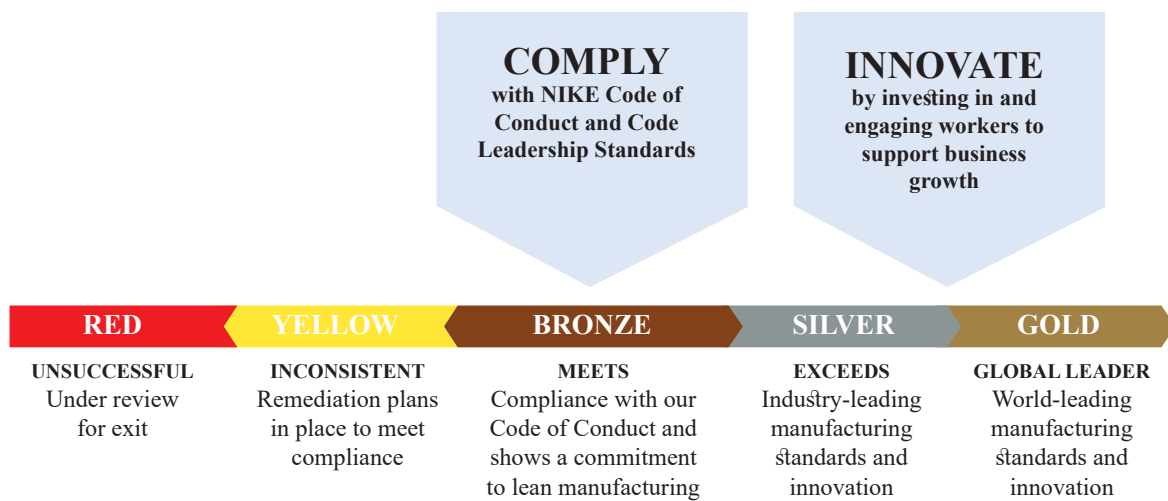 COMPLY
with NIKE Code of
Conduct and Code
Leadership Standards
INNOVATE
by investing in and
engaging workers to
support business
growth
RED
YELLOW
BRONZE
SILVER
GOLD
UNSUCCESSFUL
Under review
for exit
INCONSISTENT
Remediation plans
in place to meet
compliance
MEETS
Compliance with our
Code of Conduct and
shows a commitment
to lean manufacturing
EXCEEDS
Industry-leading
manufacturing
standards and
innovation
GLOBAL LEADER
World-leading
manufacturing
standards and
innovation